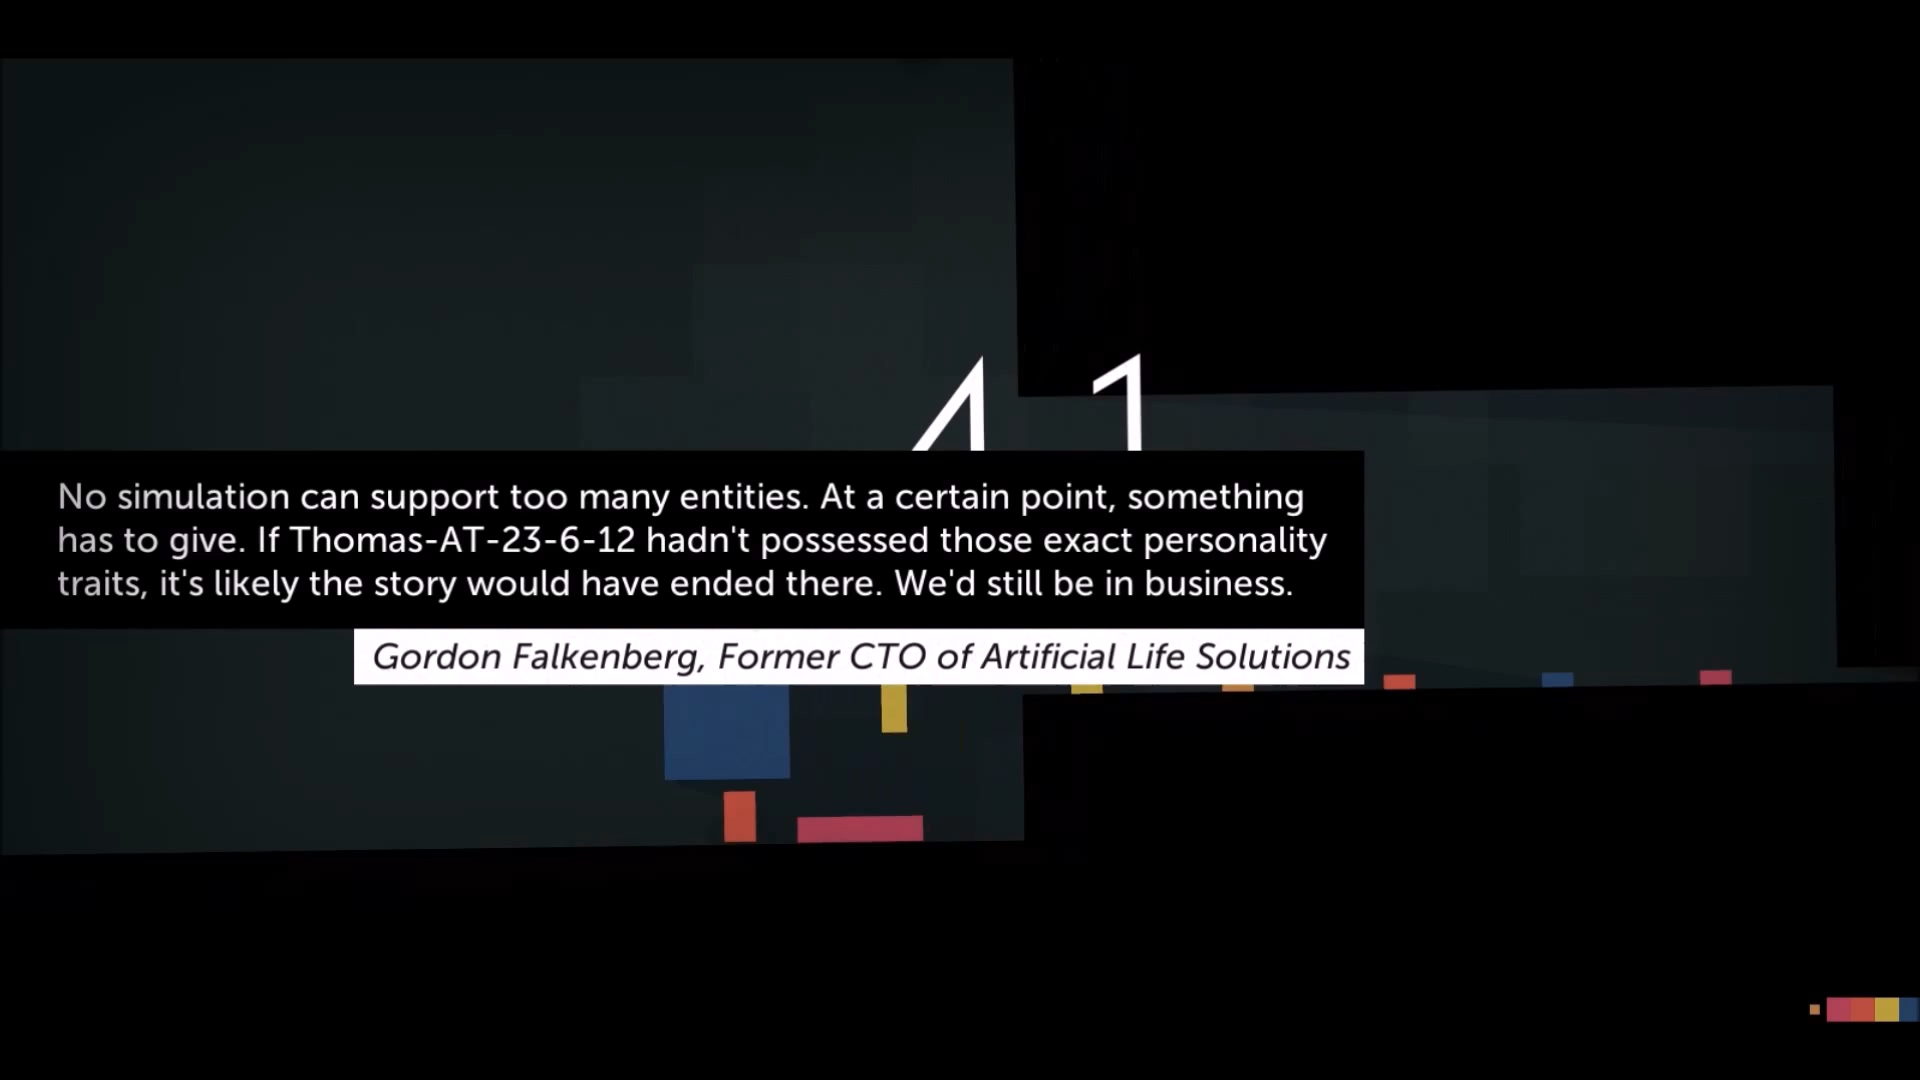 4.1
No simulation can support too many entities. At a certain point, something
has to give. If Thomas-AT-23-6-12 hadn't possessed those exact personality
traits, it's likely the story would have ended there. We'd still be in business.
Gordon Falkenberg, Former CTO of Artificial Life Solutions